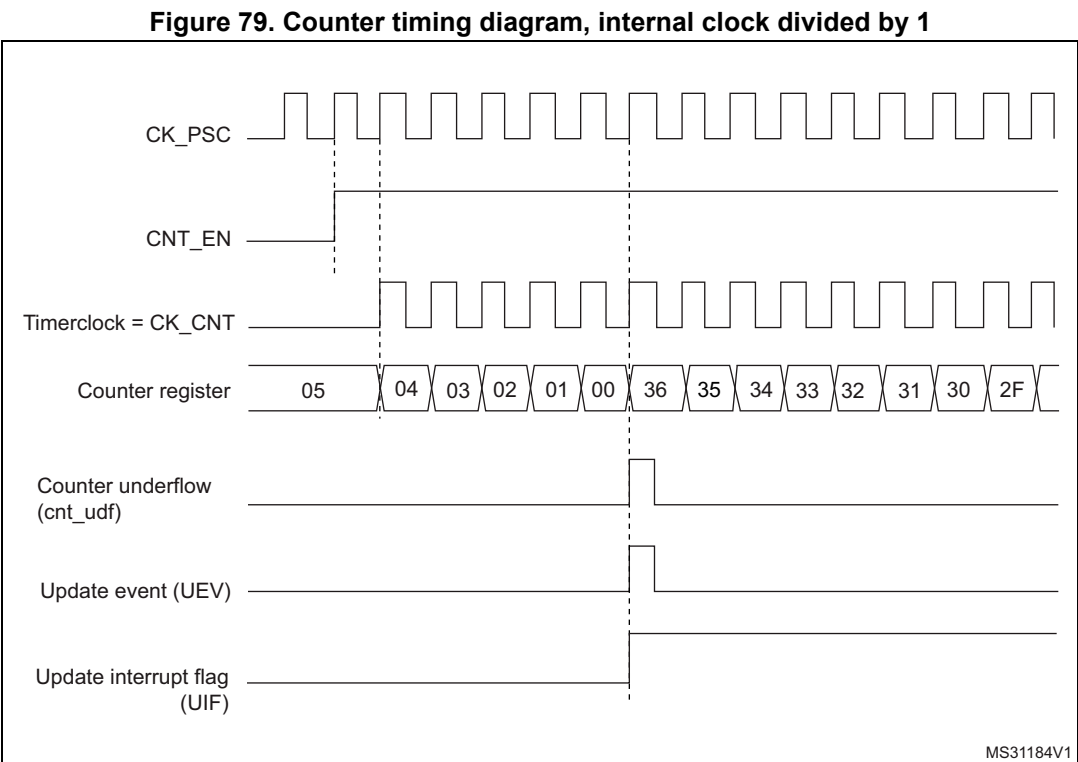 Figure 79. Counter timing diagram, internal clock divided by 1
CK_PSC
CNT_EN
Timerclock = CK_CNT
Counter register 05 04 03 02 01 00 36 35 34 33 32 31 30 2F
Counter underflow
(cnt_udf)
Update event (UEV)
Update interrupt flag
(UIF)
MS31184V1